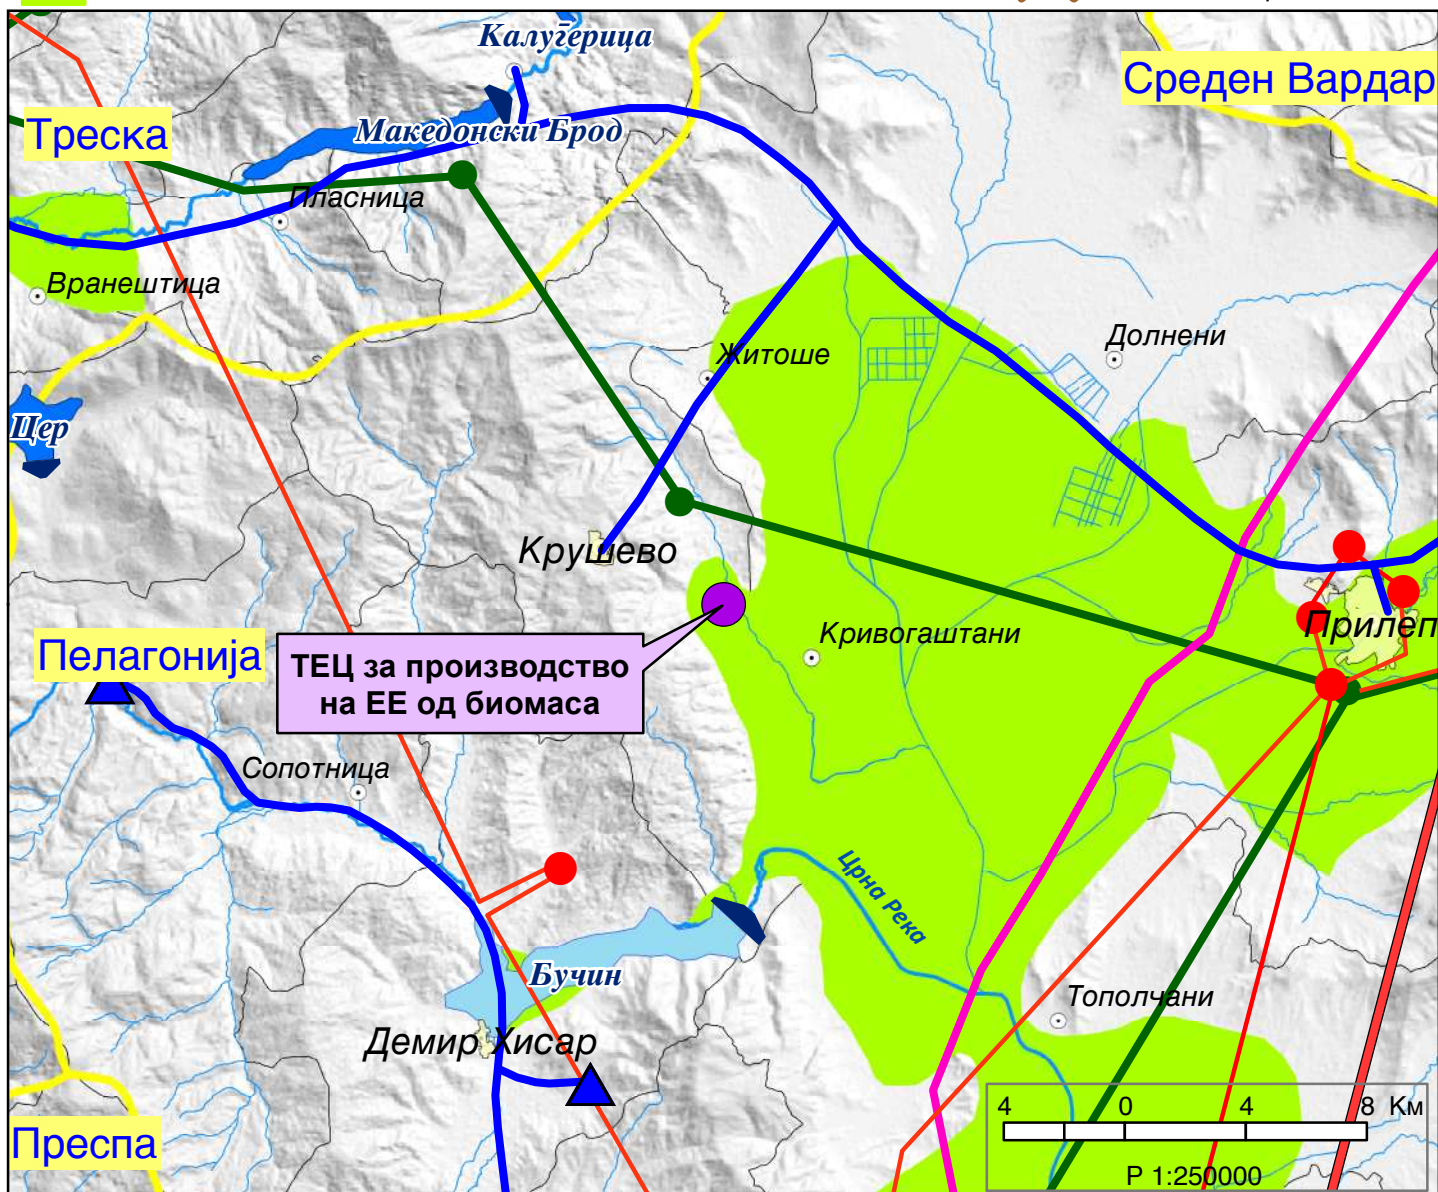 Калуѓерица
Среден Вардар
Треска
Македонски Брод
Пласница
Вранештица
Долнени
Житоше
Цер
Крушево
Прилеп
Кривогаштани
Пелагонија
ТЕЦ за производство
на ЕЕ од биомаса
Сопотница
Црна Река
Бучин
Тополчани
Демир Хисар
4 0 4 8 Км
Р 1:250000
Преспа